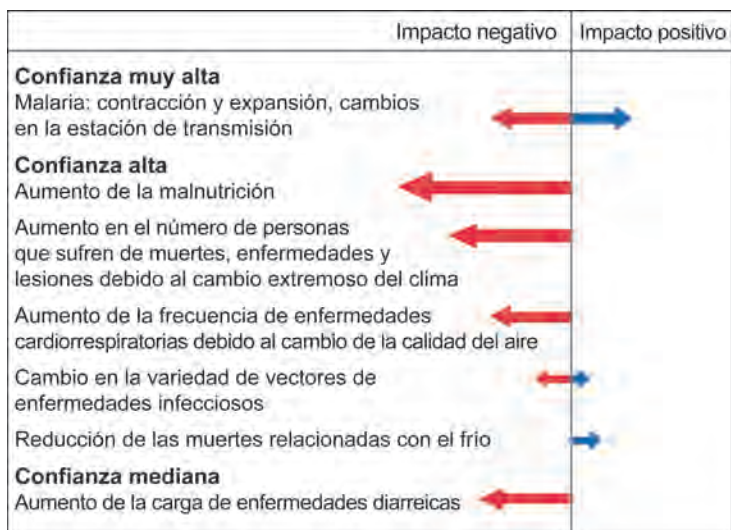 Impacto negativo Impacto positivo
Confianza muy alta
Malaria: contracción y expansión, cambios
en la estación de transmisión
Confianza alta
Aumento de la malnutrición
Aumento en el número de personas
que sufren de muertes, enfermedades y
lesiones debido al cambio extremoso del clima
Aumento de la frecuencia de enfermedades
cardiorrespiratorias debido al cambio de la calidad del aire
Cambio en la variedad de vectores de
enfermedades infecciosos
Reducción de las muertes relacionadas con el frio
Confianza mediana
Aumento de la carga de enfermedades diarreicas